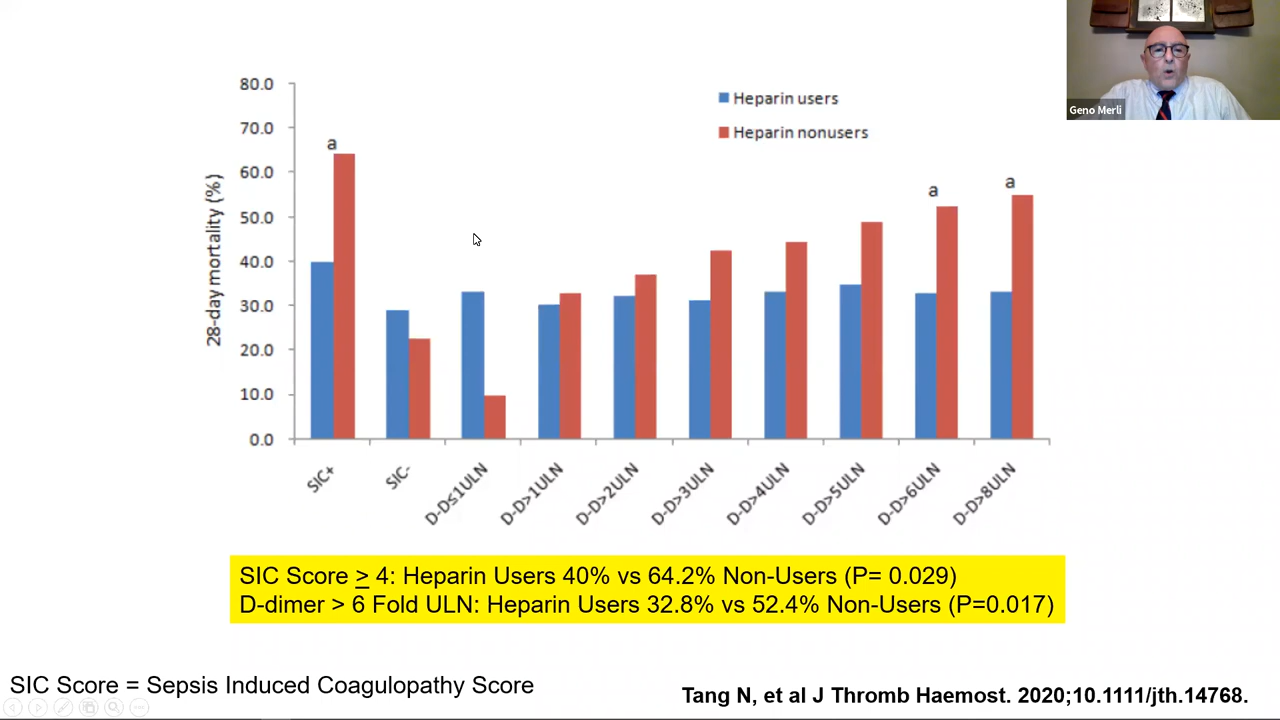 Geno Merli
80.0
70.0
60.0
50.0
40.0
30.0
20.0
10.0
0.0
28-day mortality (%)
Heparin users
Heparin nonusers
a
a
a
SIC+
SIC-
D-D≤1ULN
D-D>1ULN
D-D>2ULN
D-D>3ULN
D-D>4ULN
D-D>5ULN
D-D>6ULN
D-D>8ULN
SIC Score ≥ 4: Heparin Users 40% vs 64.2% Non-Users (P= 0.029)
D-dimer > 6 Fold ULN: Heparin Users 32.8% vs 52.4% Non-Users (P=0.017)
SIC Score = Sepsis Induced Coagulopathy Score
Tang N, et al J Thromb Haemost. 2020;10.1111/jth.14768.